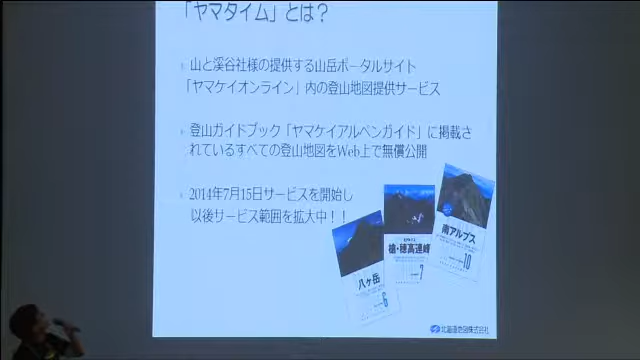 「ヤマタイム」とは？
山と渓谷社様の提供する山岳ポータルサイト
「ヤマケイオンライン」内の登山地図提供サービス
登山ガイドブック「ヤマケイアルペンガイド」に掲載さ
れているすべての登山地図をWeb上で無償公開
2014年7月15日サービスを開始し
以後サービス範囲を拡大中！！
南アルプス
10
槍・穂高連峰
7
八ヶ岳
6
北海道地図株式会社